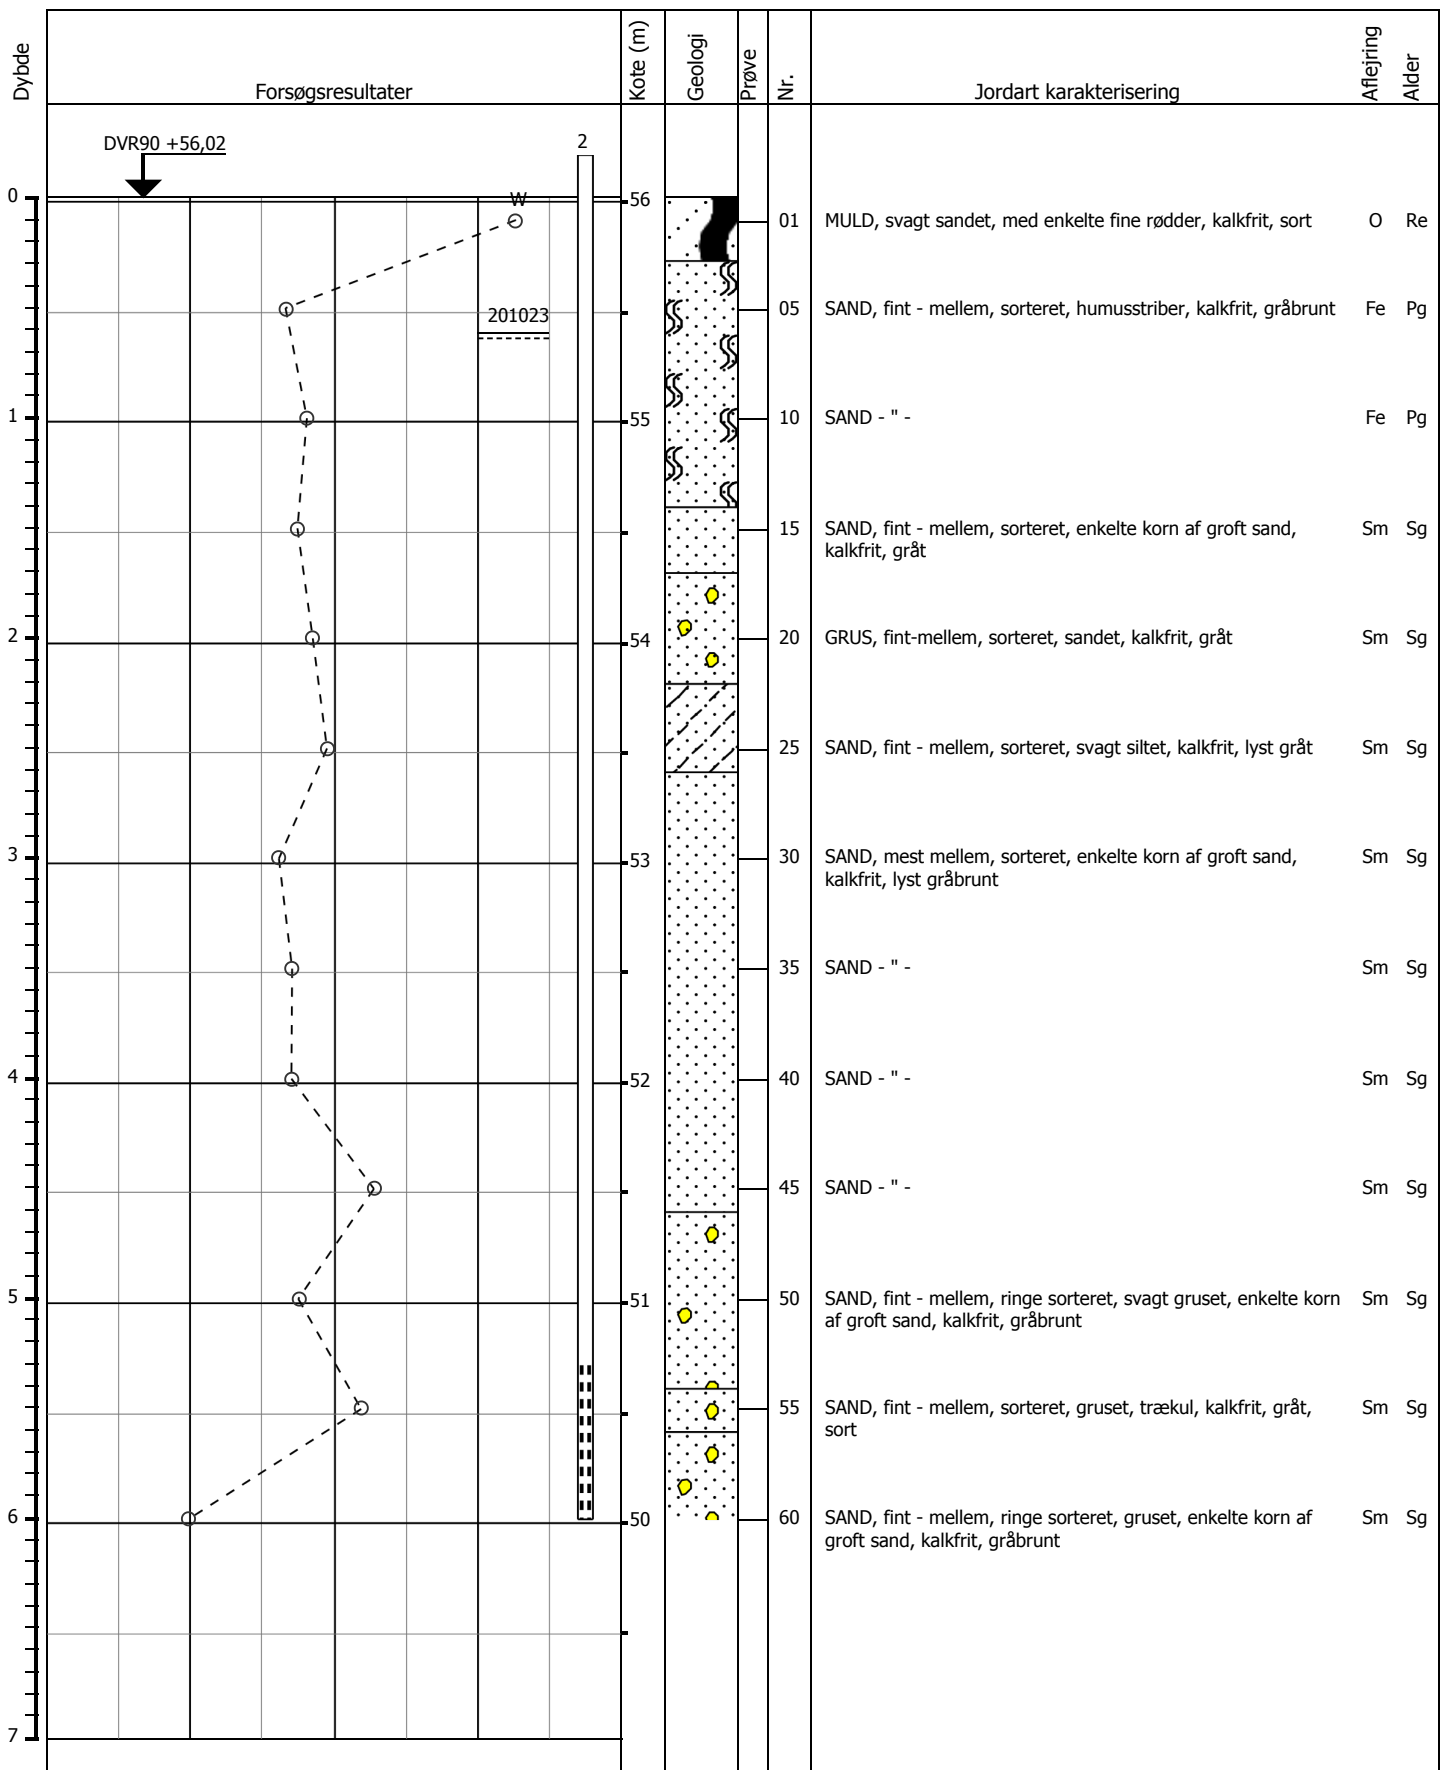 Dybde
Forsøgsresultater
Kote (m)
Geologi
Prøve
Nr.
Jordart karakterisering
Aflejring
Alder
DVR90 +56,02
2
0
W
56
01 MULD, svagt sandet, med enkelte fine rødder, kalkfrit, sort O Re
05 SAND, fint - mellem, sorteret, humusstriber, kalkfrit, gråbrunt Fe Pg
201023
1
55
10 SAND - " - Fe Pg
15 SAND, fint - mellem, sorteret, enkelte korn af groft sand, Sm Sg
kalkfrit, gråt
2
54
20 GRUS, fint-mellem, sorteret, sandet, kalkfrit, gråt Sm Sg
25 SAND, fint - mellem, sorteret, svagt siltet, kalkfrit, lyst gråt Sm Sg
3
53
30 SAND, mest mellem, sorteret, enkelte korn af groft sand, Sm Sg
kalkfrit, lyst gråbrunt
35 SAND - " - Sm Sg
4
52
40 SAND - " - Sm Sg
45 SAND - " - Sm Sg
5
51
50 SAND, fint - mellem, ringe sorteret, svagt gruset, enkelte korn Sm Sg
af groft sand, kalkfrit, gråbrunt
55 SAND, fint - mellem, sorteret, gruset, trækul, kalkfrit, gråt, Sm Sg
sort
6
50
60 SAND, fint - mellem, ringe sorteret, gruset, enkelte korn af Sm Sg
groft sand, kalkfrit, gråbrunt
7